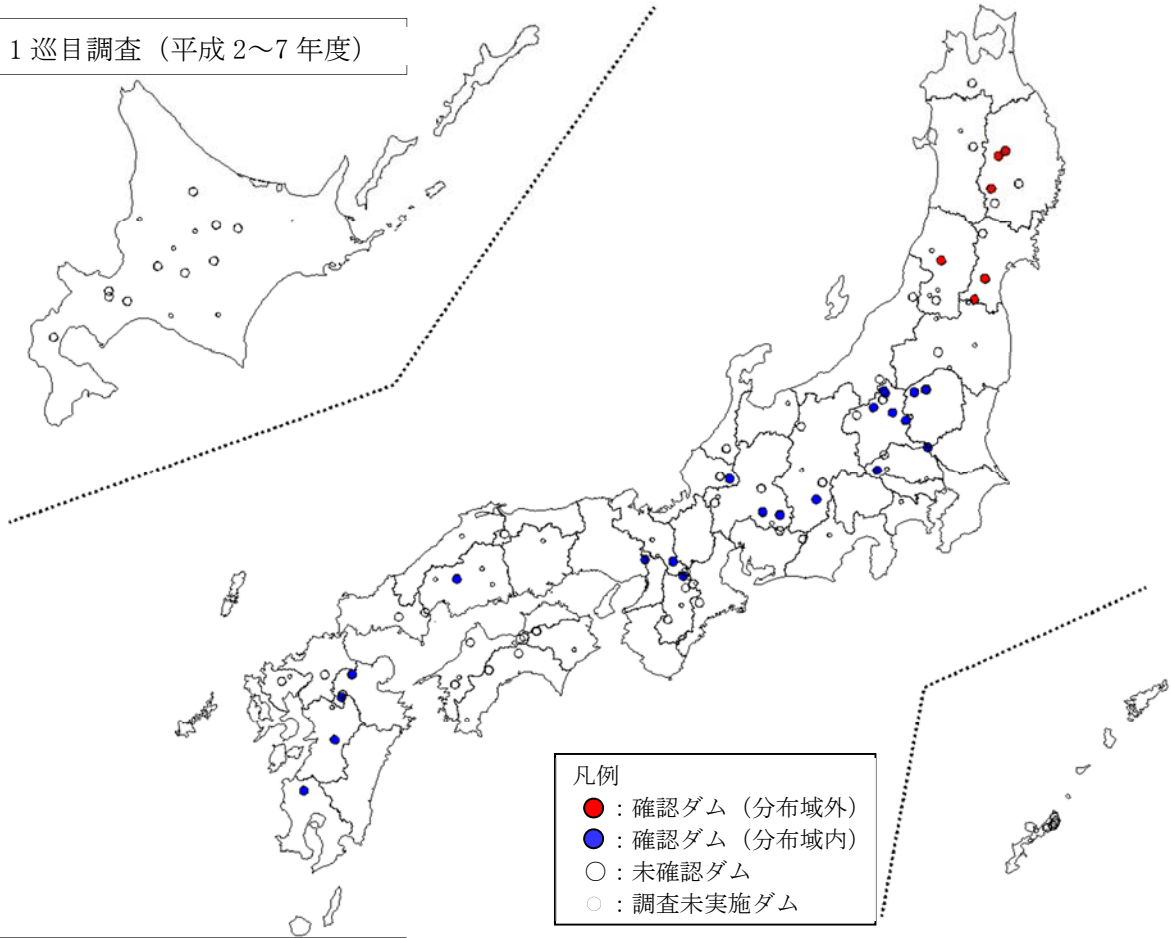 1 巡目調査（平成 2～7 年度）
凡例
：確認ダム（分布域外）
：確認ダム（分布域内）
：未確認ダム
：調査未実施ダム